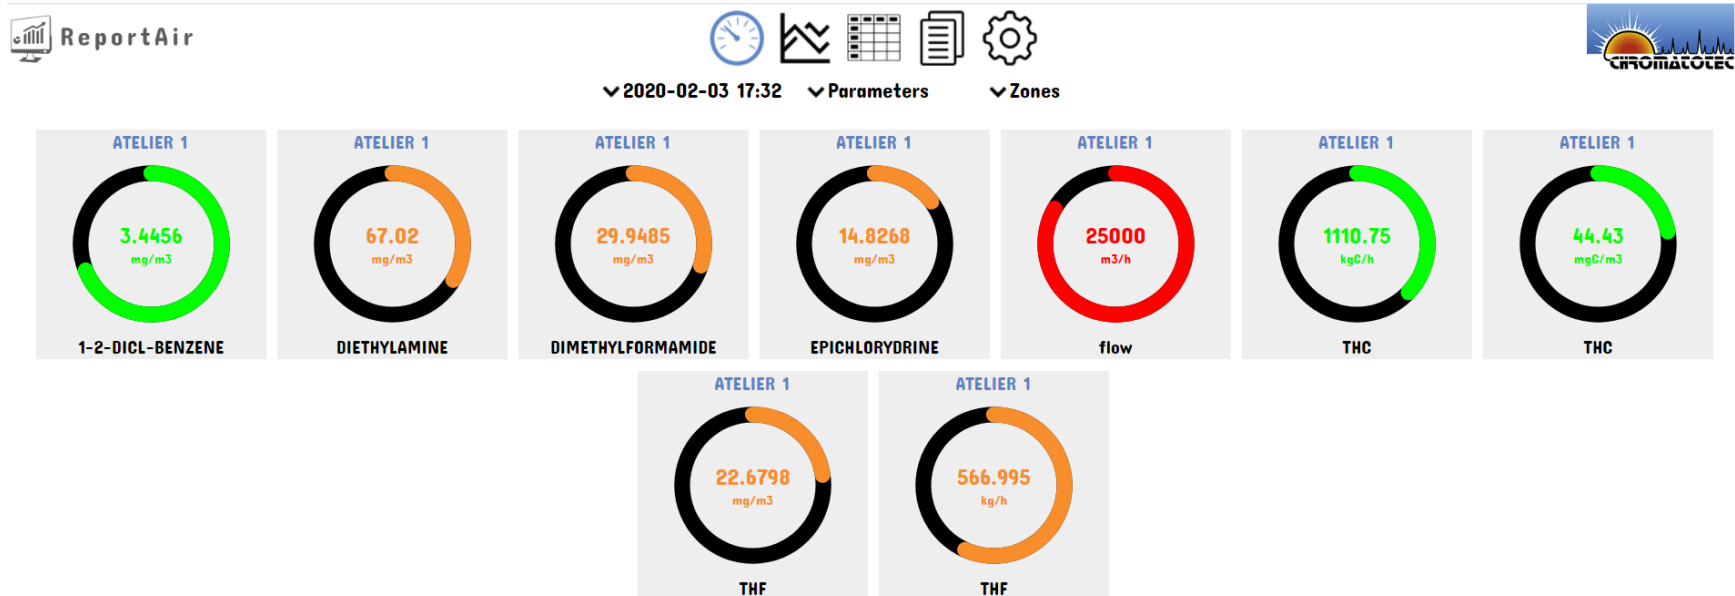 ReportAir
CHROMATOTEC
2020-02-03 17:32 Parameters Zones
ATELIER 1
3.4456
mg/m3
1-2-DICL-BENZENE
ATELIER 1
67.02
mg/m3
DIETHYLAMINE
ATELIER 1
29.9485
mg/m3
DIMETHYLFORMAMIDE
ATELIER 1
14.8268
mg/m3
EPICHLORYDRINE
ATELIER 1
25000
m3/h
flow
ATELIER 1
1110.75
kgC/h
THC
ATELIER 1
44.43
mgC/m3
THC
ATELIER 1
22.6798
mg/m3
THF
ATELIER 1
566.995
kg/h
THF